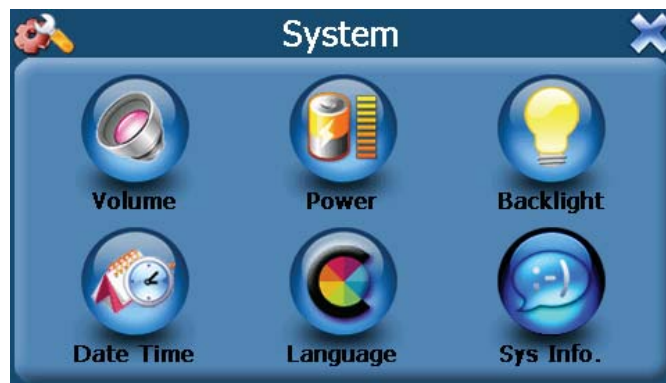 System
Volume
Power
Backlight
Date Time
Language
Sys Info.
:-)